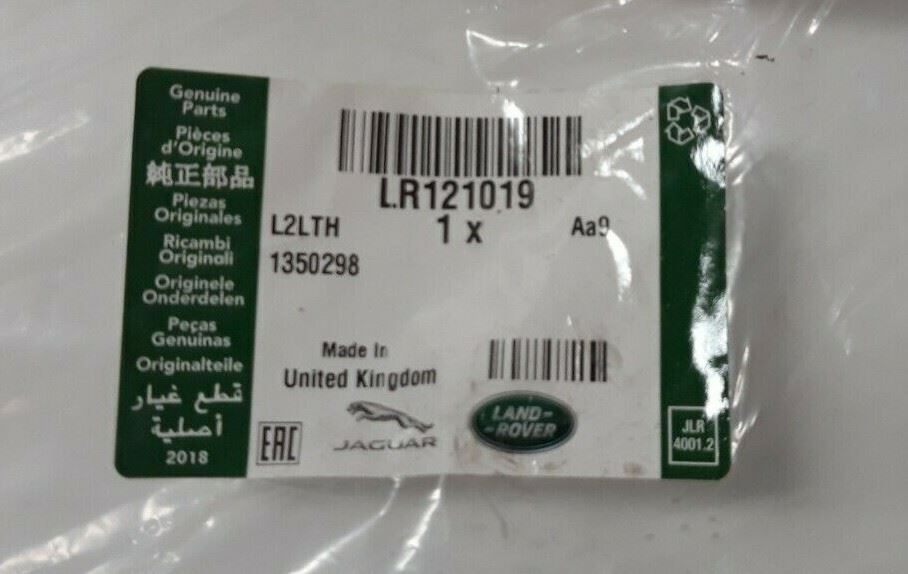 Genuine
Parts
Pièces
d'Origine
純正部品
Piezas
Originales
Ricambi
Originali
Originele
Onderdelen
Peças
Genuinas
Originalteile
قطع غيار
أصلية
2018
LR121019
L2LTH 1 x Aa9
1350298
Made In
United Kingdom
EAC
JAGUAR
LAND-
-ROVER
JLR
4001.2